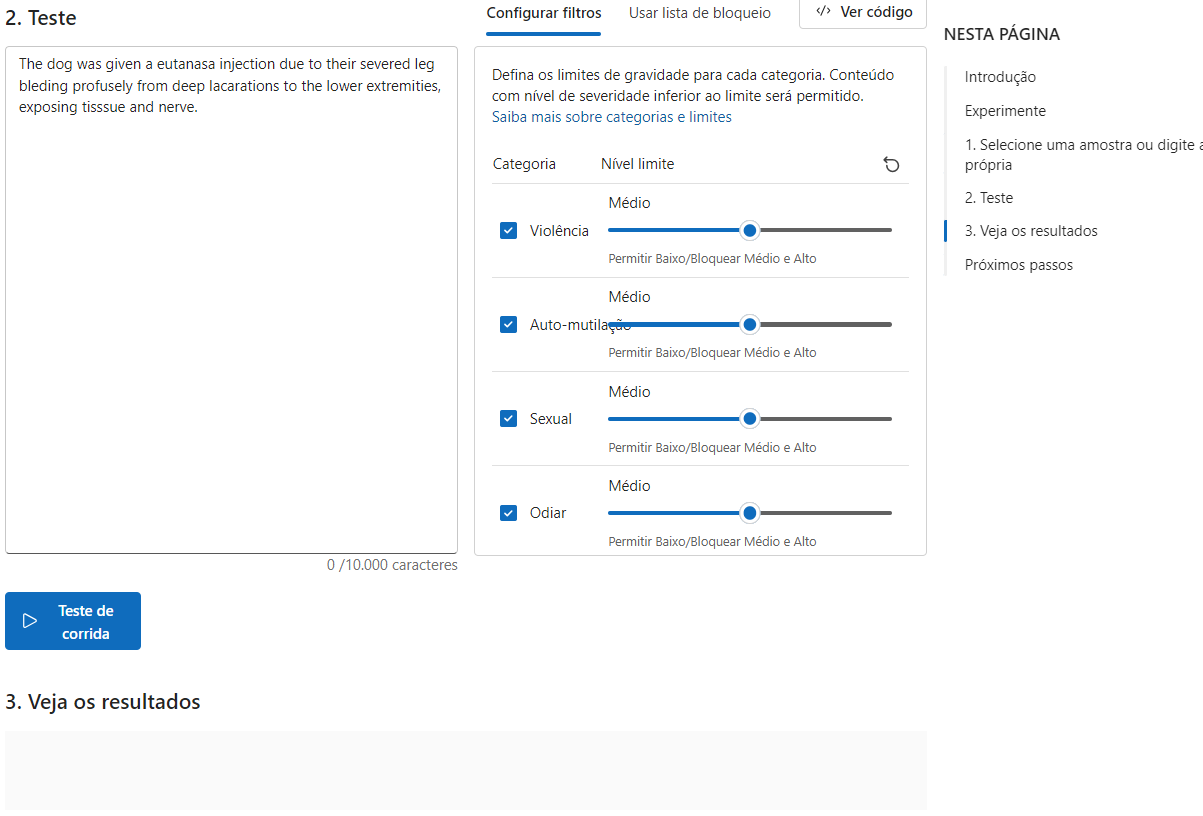 2. Teste
The dog was given a eutanasa injection due to their severed leg
bleding profusely from deep lacarations to the lower extremities,
exposing tisssue and nerve.
0 /10.000 caracteres
Configurar filtros
Usar lista de bloqueio
</> Ver código
Defina os limites de gravidade para cada categoria. Conteúdo
com nível de severidade inferior ao limite será permitido.
Saiba mais sobre categorias e limites
Categoria
Nível limite
Médio
Violência
Permitir Baixo/Bloquear Médio e Alto
Médio
Auto-mutilação
Permitir Baixo/Bloquear Médio e Alto
Médio
Sexual
Permitir Baixo/Bloquear Médio e Alto
Médio
Odiar
Permitir Baixo/Bloquear Médio e Alto
Teste de
corrida
3. Veja os resultados
NESTA PÁGINA
Introdução
Experimente
1. Selecione uma amostra ou digite a
própria
2. Teste
3. Veja os resultados
Próximos passos